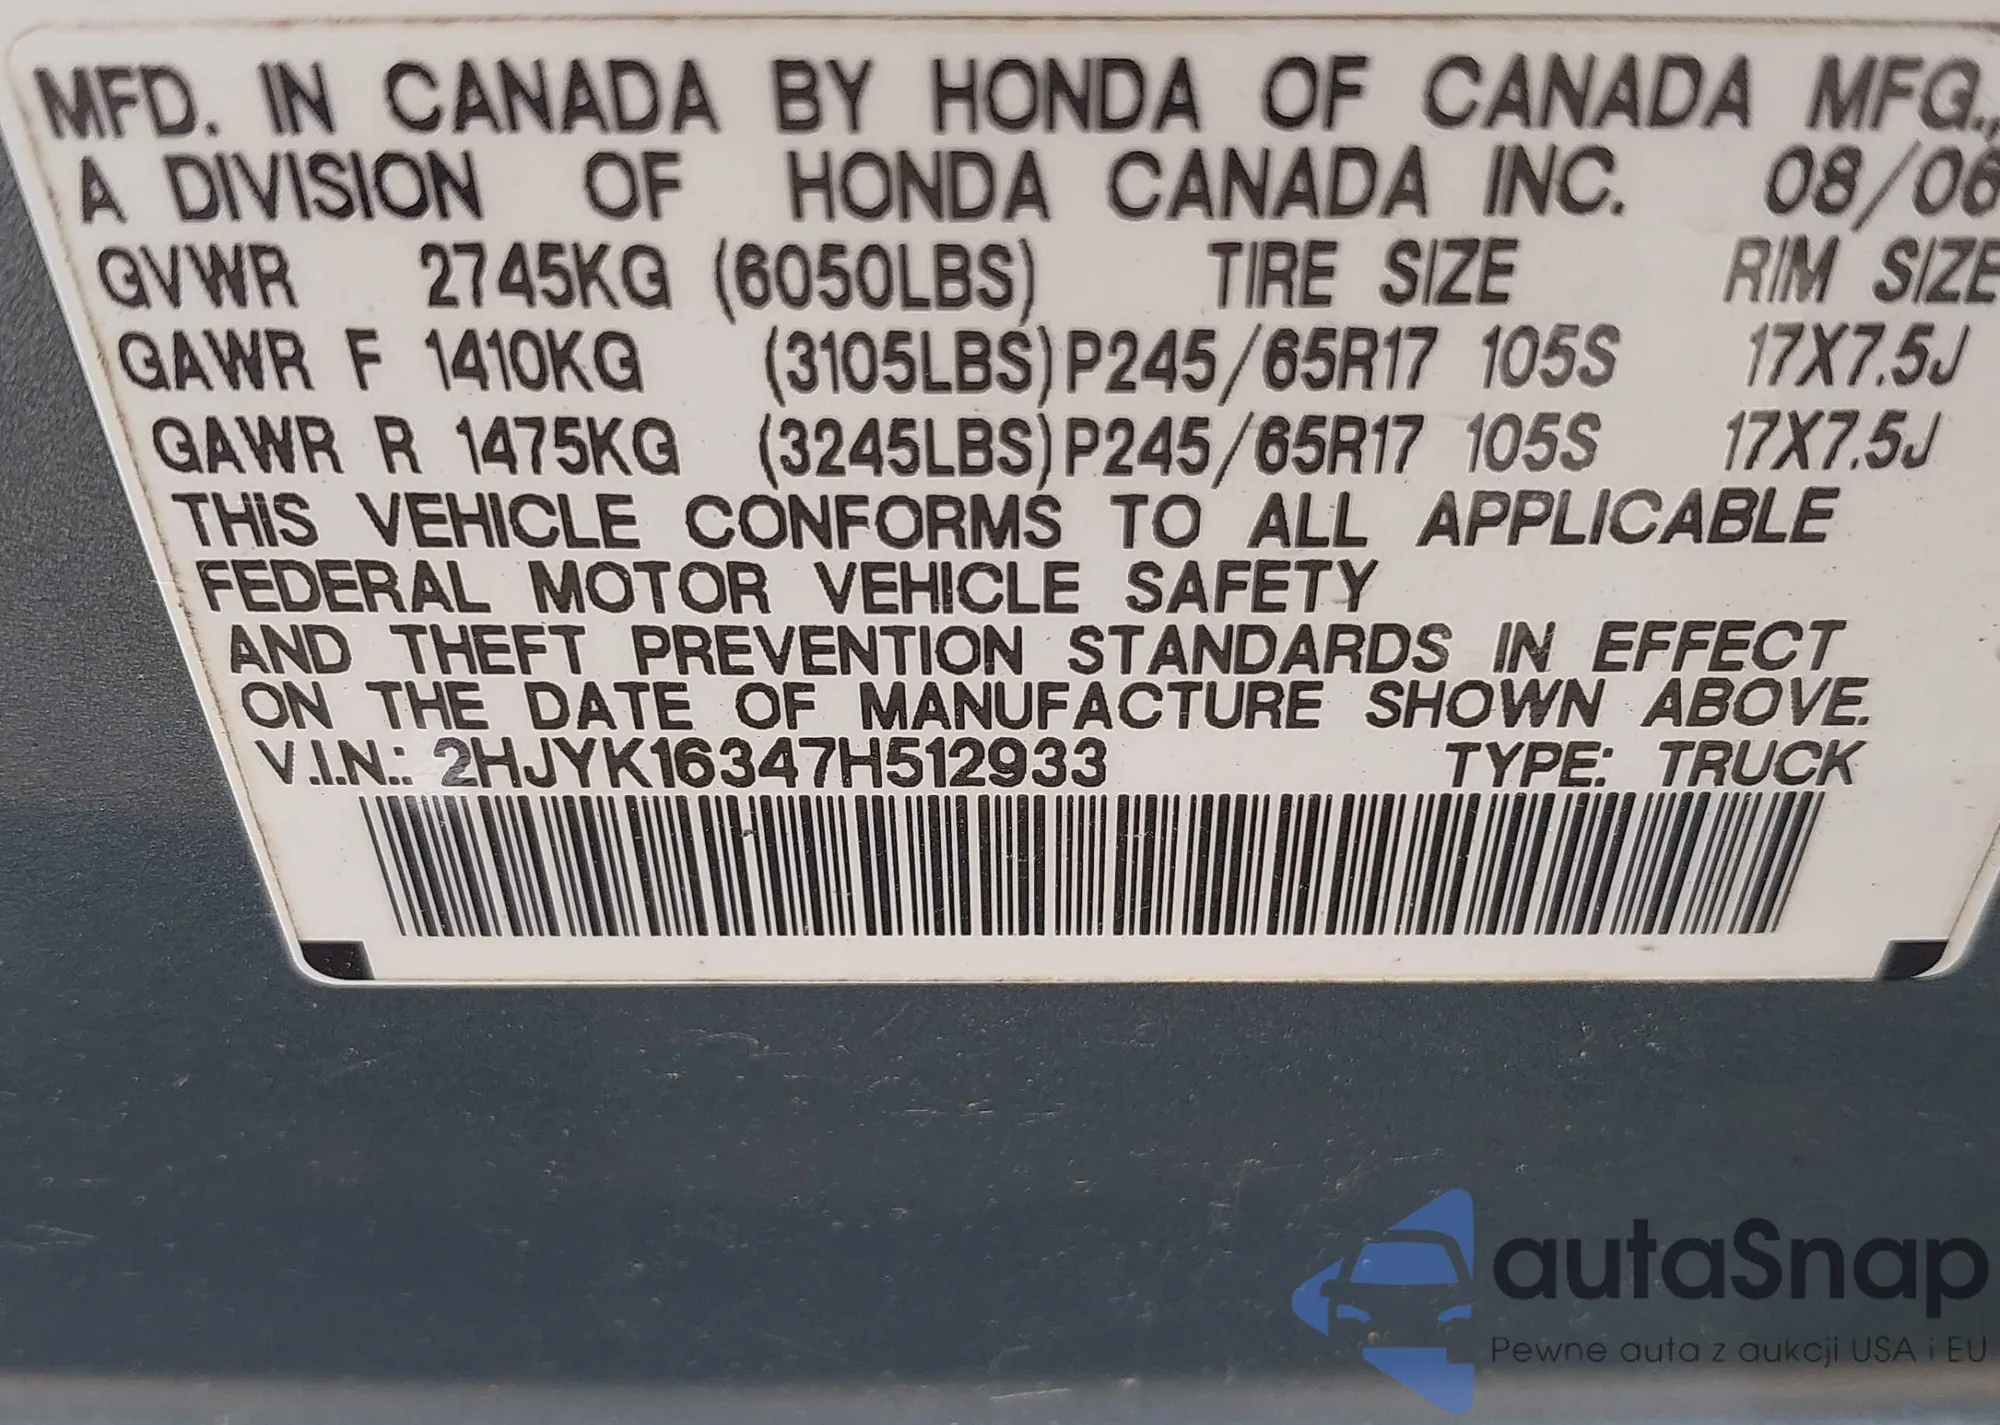 MFD. IN CANADA BY HONDA OF CANADA MFG.,
A DIVISION OF HONDA CANADA INC. 08/06
GVWR 2745KG (6050LBS) TIRE SIZE RIM SIZE
GAWR F 1410KG (3105LBS) P245/65R17 105S 17X7.5J
GAWR R 1475KG (3245LBS) P245/65R17 105S 17X7.5J
THIS VEHICLE CONFORMS TO ALL APPLICABLE
FEDERAL MOTOR VEHICLE SAFETY
AND THEFT PREVENTION STANDARDS IN EFFECT
ON THE DATE OF MANUFACTURE SHOWN ABOVE.
V.I.N.: 2HJYK16347H512933 TYPE: TRUCK
autaSnap
Pewne auta z aukcji USA i EU